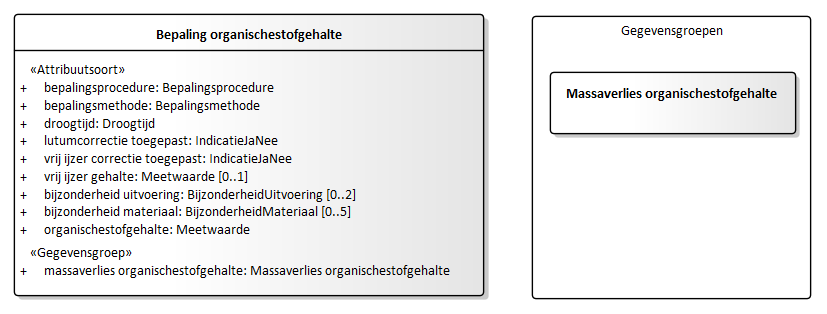 Bepaling organischestofgehalte
«Attribuutsoort»
+ bepalingsprocedure: Bepalingsprocedure
+ bepalingsmethode: Bepalingsmethode
+ droogtijd: Droogtijd
+ lutumcorrectie toegepast: IndicatieJaNee
+ vrij ijzer correctie toegepast: IndicatieJaNee
+ vrij ijzer gehalte: Meetwaarde [0..1]
+ bijzonderheid uitvoering: BijzonderheidUitvoering [0..2]
+ bijzonderheid materiaal: BijzonderheidMateriaal [0..5]
+ organischestofgehalte: Meetwaarde
«Gegevensgroep»
+ massaverlies organischestofgehalte: Massaverlies organischestofgehalte
Gegevensgroepen
Massaverlies organischestofgehalte